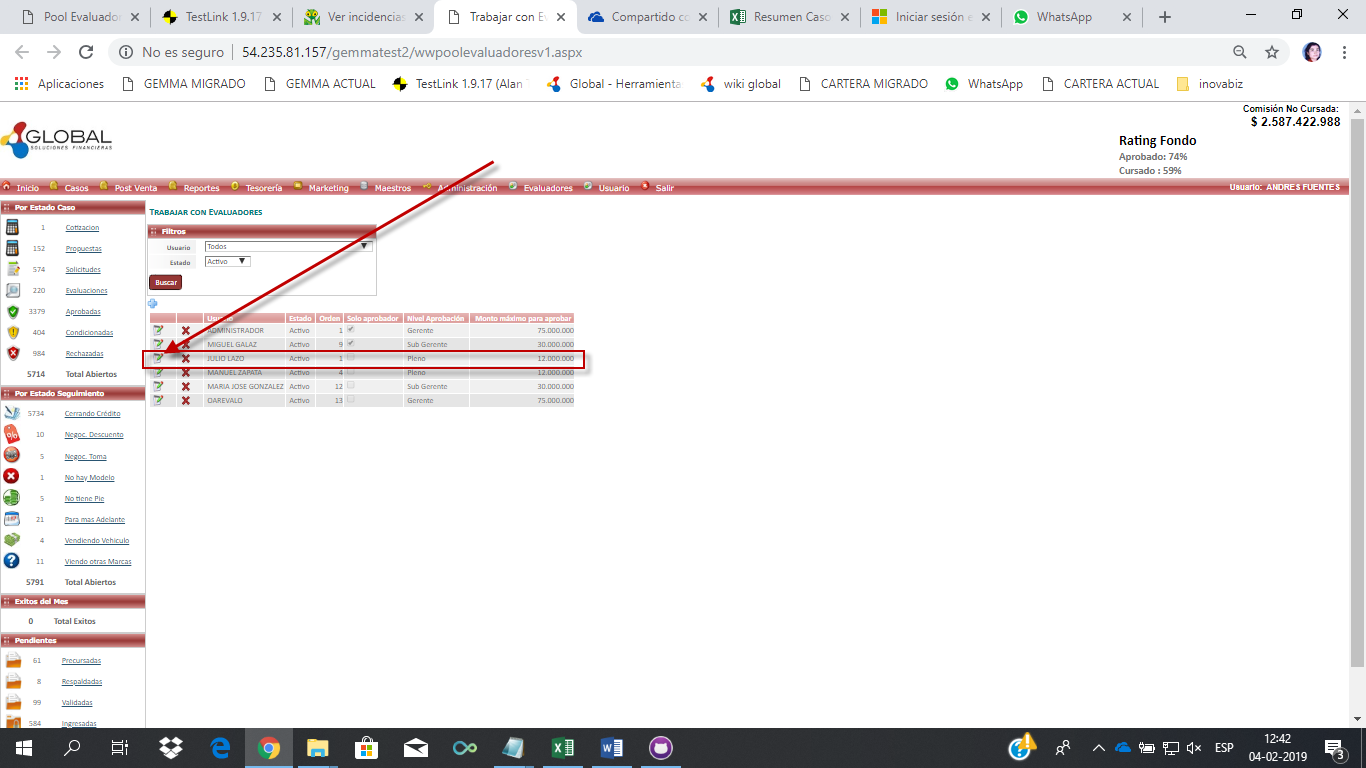 Pool Evaluador
TestLink 1.9.17
Ver incidencias
Trabajar con Ev
Compartido co
Resumen Caso
Iniciar sesión e
WhatsApp
No es seguro | 54.235.81.157/gemmatest2/wwpoolevaluadoresv1.aspx
Aplicaciones GEMMA MIGRADO GEMMA ACTUAL TestLink 1.9.17 (Alan Global - Herramienta wiki global CARTERA MIGRADO WhatsApp CARTERA ACTUAL inovabiz
Comisión No Cursada:
$ 2.587.422.988
GLOBAL
SOLUCIONES FINANCIERAS
Rating Fondo
Aprobado: 74%
Cursado : 59%
Inicio Casos Post Venta Reportes Tesorería Marketing Maestros Administración Evaluadores Usuario Salir Usuario: ANDRES FUENTES
Por Estado Caso
1 Cotizacion
152 Propuestas
574 Solicitudes
220 Evaluaciones
3379 Aprobadas
404 Condicionadas
984 Rechazadas
5714 Total Abiertos
Por Estado Seguimiento
5734 Cerrando Crédito
10 Negoc. Descuento
5 Negoc. Toma
1 No hay Modelo
5 No tiene Pie
21 Para mas Adelante
4 Vendiendo Vehiculo
11 Viendo otras Marcas
5791 Total Abiertos
Exitos del Mes
0 Total Exitos
Pendientes
61 Precursadas
8 Respaldadas
99 Validadas
584 Ingresadas
TRABAJAR CON EVALUADORES
Filtros
Usuario Todos
Estado Activo
Buscar
Estado Orden Solo aprobador Nivel Aprobación Monto máximo para aprobar
ADMINISTRADOR Activo 1 Gerente 75.000.000
MIGUEL GALAZ Activo 9 Sub Gerente 30.000.000
JULIO LAZO Activo 1 Pleno 12.000.000
MANUEL ZAPATA Activo 4 Pleno 12.000.000
MARIA JOSE GONZALEZ Activo 12 Sub Gerente 30.000.000
OAREVALO Activo 13 Gerente 75.000.000
ESP
12:42
04-02-2019
3